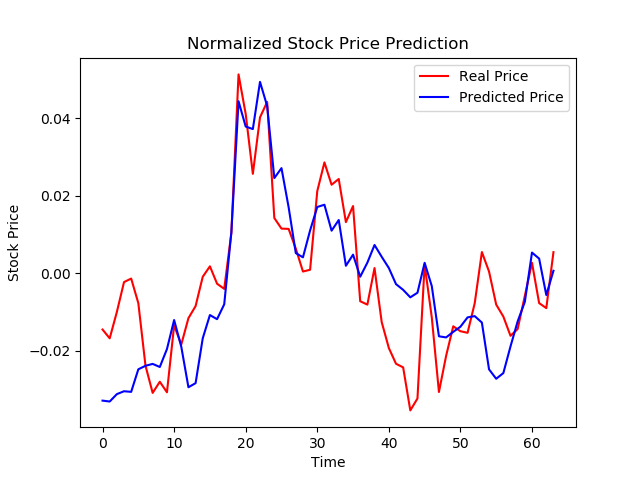 Normalized Stock Price Prediction
Real Price
Predicted Price
Stock Price
0.04
0.02
0.00
−0.02
0 10 20 30 40 50 60
Time